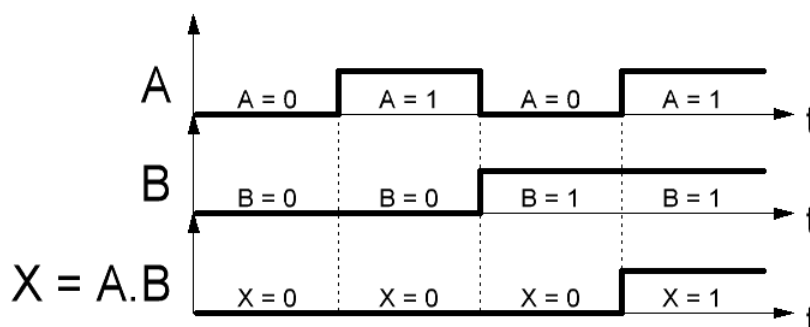 A
A = 0 A = 1 A = 0 A = 1
t
B
B = 0 B = 0 B = 1 B = 1
t
X = A.B
X = 0 X = 0 X = 0 X = 1
t